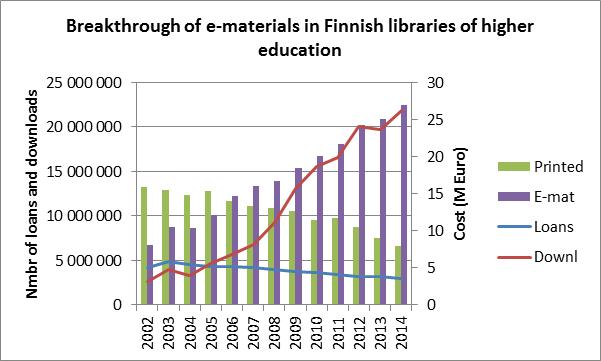 Breakthrough of e-materials in Finnish libraries of higher
education
Nmbr of loans and downloads
25 000 000
20 000 000
15 000 000
10 000 000
5 000 000
0
30
25
20
15
10
5
0
Cost (M Euro)
2002
2003
2004
2005
2006
2007
2008
2009
2010
2011
2012
2013
2014
Printed
E-mat
Loans
Downl